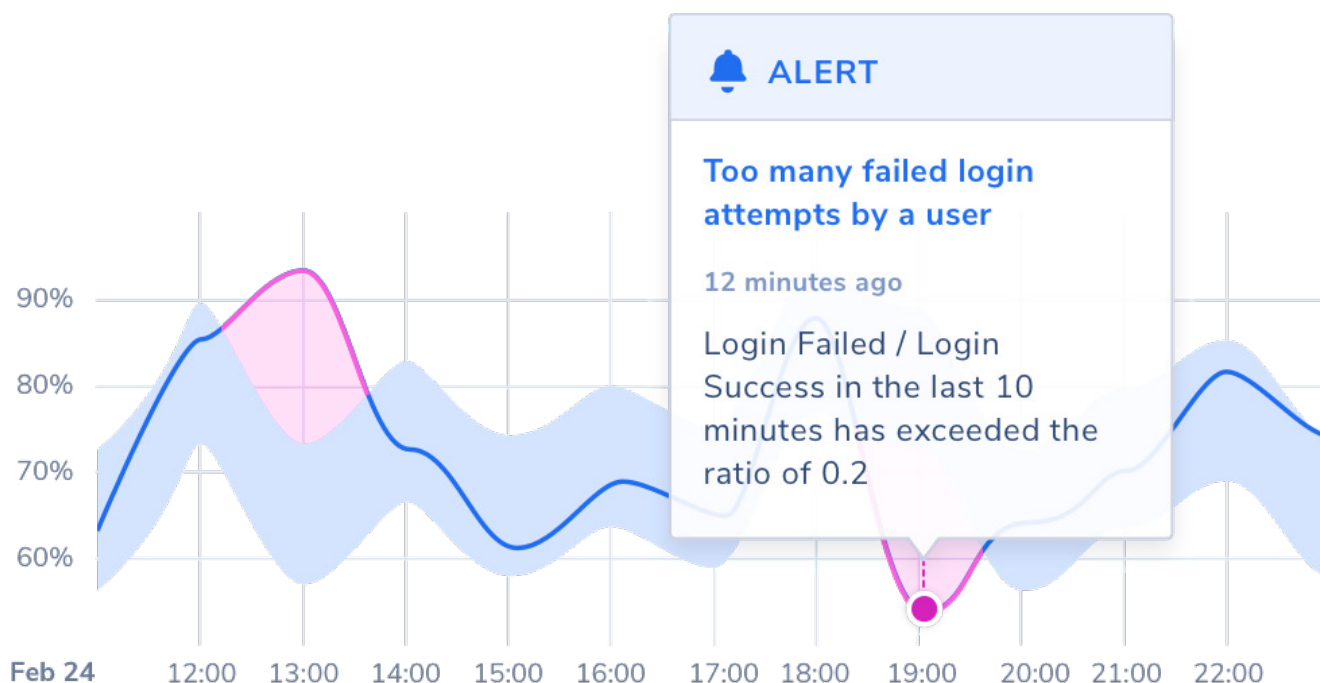 ALERT
Too many failed login
attempts by a user
12 minutes ago
Login Failed / Login
Success in the last 10
minutes has exceeded the
ratio of 0.2
90%
80%
70%
60%
Feb 24 12:00 13:00 14:00 15:00 16:00 17:00 18:00 19:00 20:00 21:00 22:00